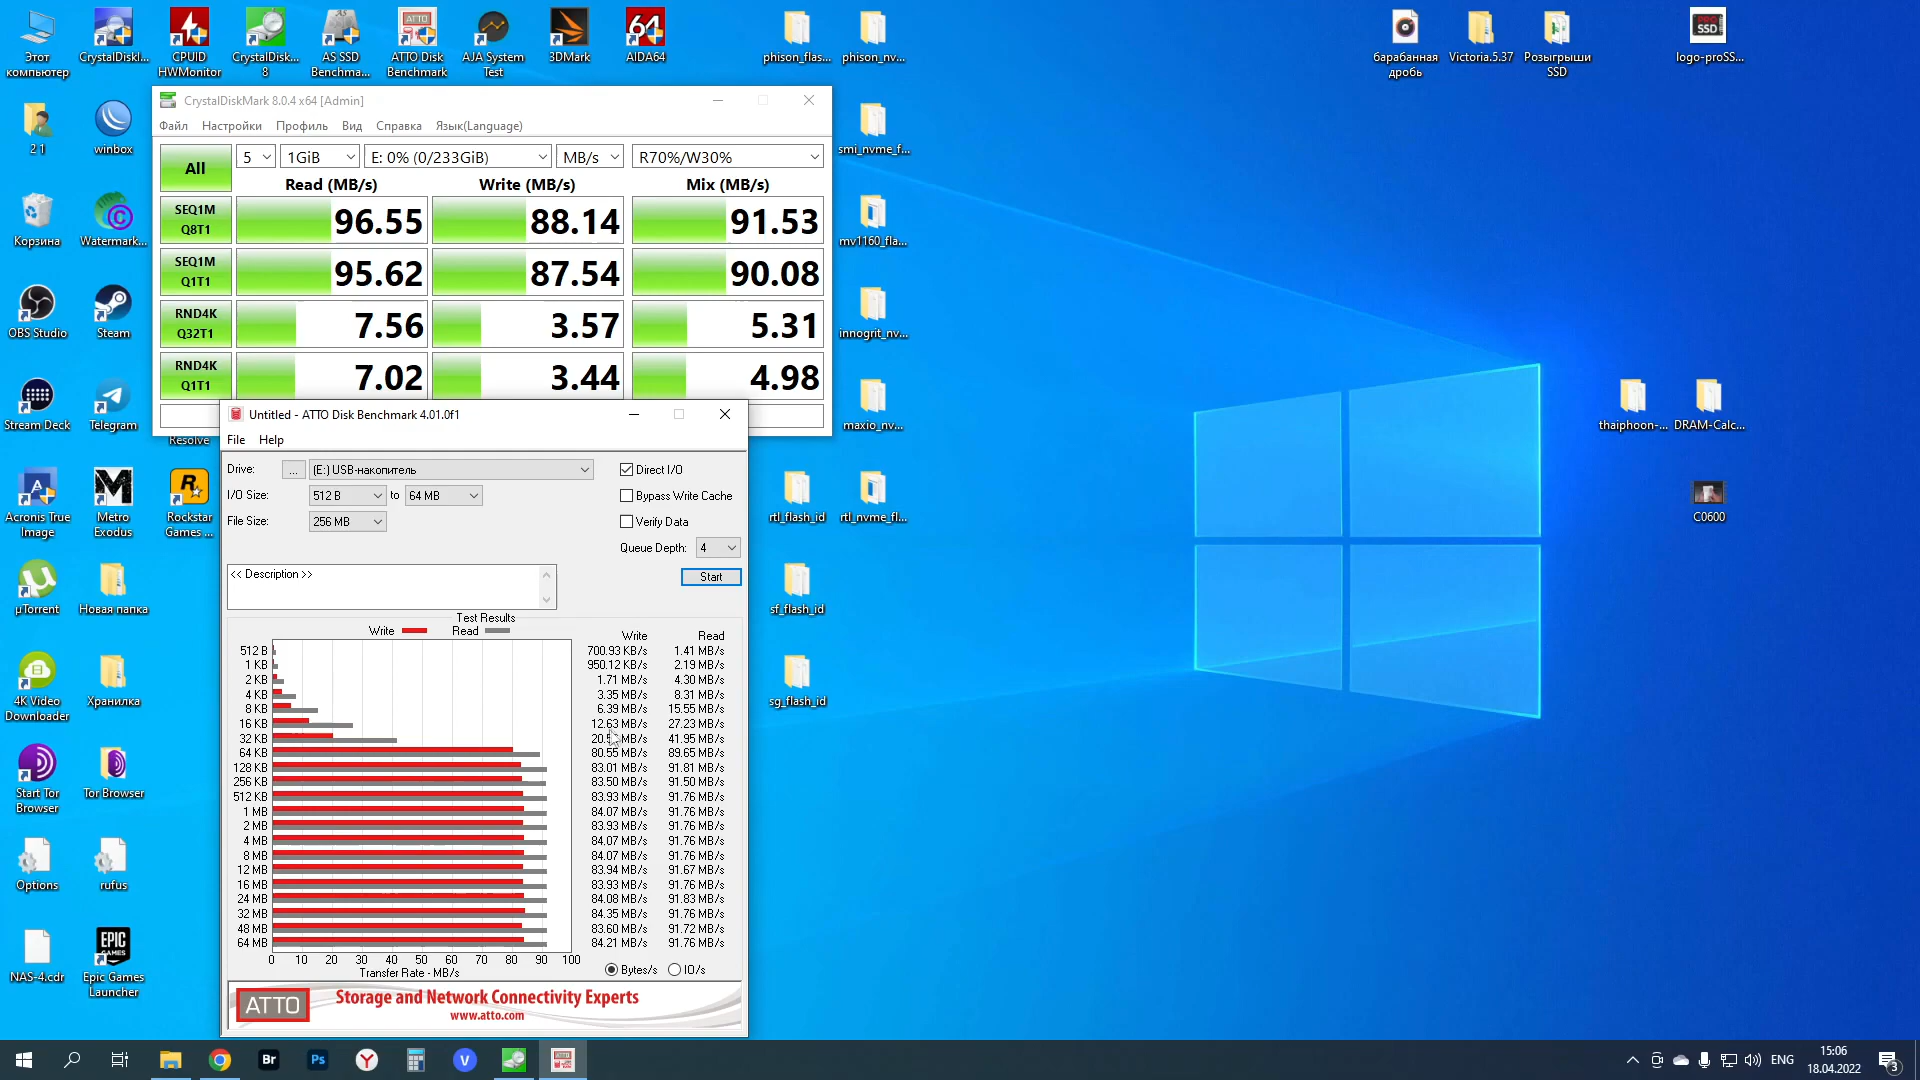 Этот
компьютер
CrystalDiskI...
CPUID
HWMonitor
CrystalDisk...
8
AS SSD
Benchma...
ATTO Disk
Benchmark
AJA System
Test
3DMark
64
AIDA64
phison_flas...
phison_nv...
барабанная
дробь
Victoria.5.37
Розыгрыши
SSD
PRO
SSD
logo-proSS...
2 1
winbox
smi_nvme_f...
Корзина
Watermark...
mv1160_fla...
OBS Studio
Steam
innogrit_nv...
Stream Deck
Telegram
Resolve
maxio_nv...
thaiphoon-...
DRAM-Calc...
Acronis True
Image
Metro
Exodus
Rockstar
Games ...
rtl_flash_id
rtl_nvme_fl...
C0600
µTorrent
Новая папка
sf_flash_id
4K Video
Downloader
Хранилка
sg_flash_id
Start Tor
Browser
Tor Browser
Options
rufus
NAS-4.cdr
EPIC
GAMES
Epic Games
Launcher
CrystalDiskMark 8.0.4 x64 [Admin]
Файл Настройки Профиль Вид Справка Язык(Language)
All 5 1GiB E: 0% (0/233GiB) MB/s R70%/W30%
Read (MB/s) Write (MB/s) Mix (MB/s)
SEQ1M
Q8T1 96.55 88.14 91.53
SEQ1M
Q1T1 95.62 87.54 90.08
RND4K
Q32T1 7.56 3.57 5.31
RND4K
Q1T1 7.02 3.44 4.98
Untitled - ATTO Disk Benchmark 4.01.0f1
File Help
Drive: ... (E:) USB-накопитель Direct I/O
I/O Size: 512 B to 64 MB Bypass Write Cache
File Size: 256 MB Verify Data
Queue Depth: 4
<< Description >> Start
Test Results
Write Read
Write Read
512 B 700.93 KB/s 1.41 MB/s
1 KB 950.12 KB/s 2.19 MB/s
2 KB 1.71 MB/s 4.30 MB/s
4 KB 3.35 MB/s 8.31 MB/s
8 KB 6.39 MB/s 15.55 MB/s
16 KB 12.63 MB/s 27.23 MB/s
32 KB MB/s 41.95 MB/s
64 KB 80.55 MB/s 89.65 MB/s
128 KB 83.01 MB/s 91.81 MB/s
256 KB 83.50 MB/s 91.50 MB/s
512 KB 83.93 MB/s 91.76 MB/s
1 MB 84.07 MB/s 91.76 MB/s
2 MB 83.93 MB/s 91.76 MB/s
4 MB 84.07 MB/s 91.76 MB/s
8 MB 84.07 MB/s 91.76 MB/s
12 MB 83.94 MB/s 91.67 MB/s
16 MB 83.93 MB/s 91.76 MB/s
24 MB 84.08 MB/s 91.83 MB/s
32 MB 84.35 MB/s 91.76 MB/s
48 MB 83.60 MB/s 91.72 MB/s
64 MB 84.21 MB/s 91.76 MB/s
0 10 20 30 40 50 60 70 80 90 100
Transfer Rate - MB/s
Bytes/s IO/s
ATTO Storage and Network Connectivity Experts
www.atto.com
Br Ps
ENG
15:06
18.04.2022
3